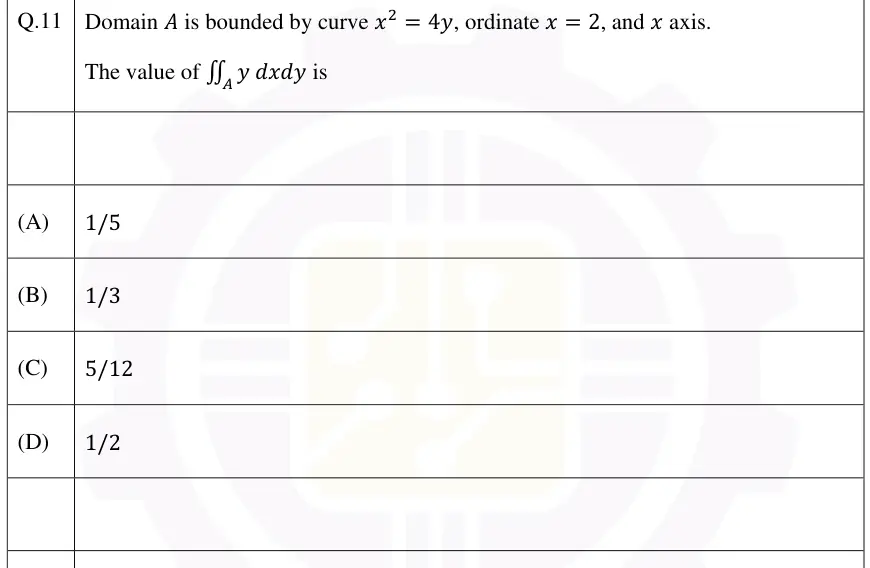 Q.11 Domain A is bounded by curve x² = 4y, ordinate x = 2, and x axis.
The value of ∬_A y dxdy is
(A) 1/5
(B) 1/3
(C) 5/12
(D) 1/2